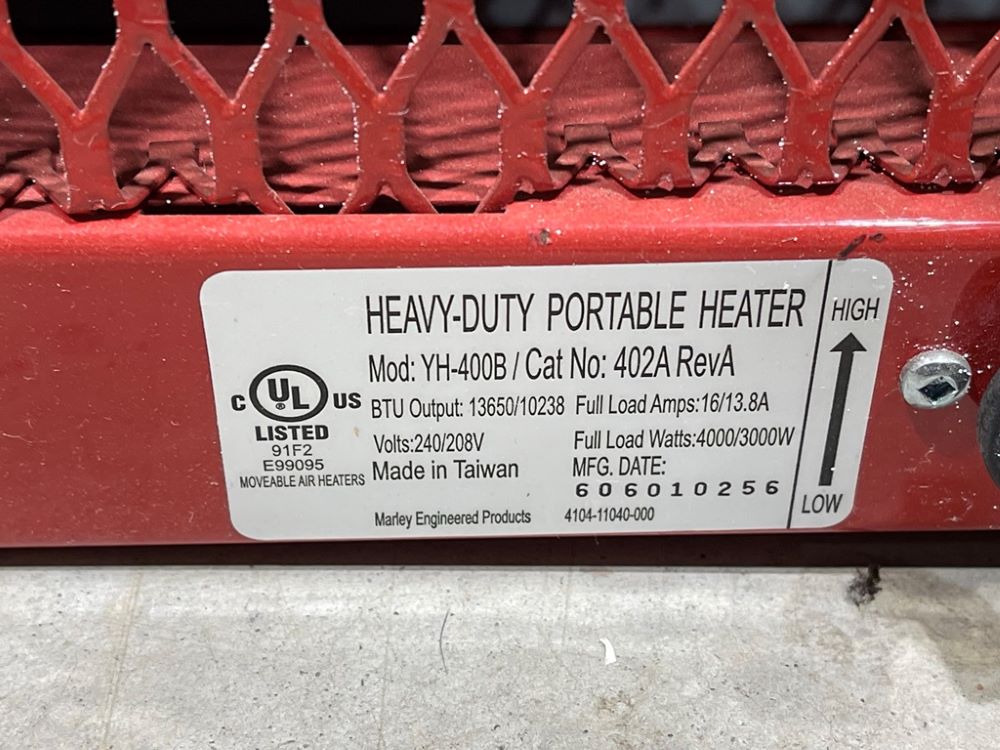 HEAVY-DUTY PORTABLE HEATER
Mod: YH-400B / Cat No: 402A RevA
BTU Output: 13650/10238 Full Load Amps:16/13.8A
Volts:240/208V Full Load Watts:4000/3000W
Made in Taiwan MFG. DATE:
606010256
Marley Engineered Products 4104-11040-000
C UL US
LISTED
91F2
E99095
MOVEABLE AIR HEATERS
HIGH
LOW